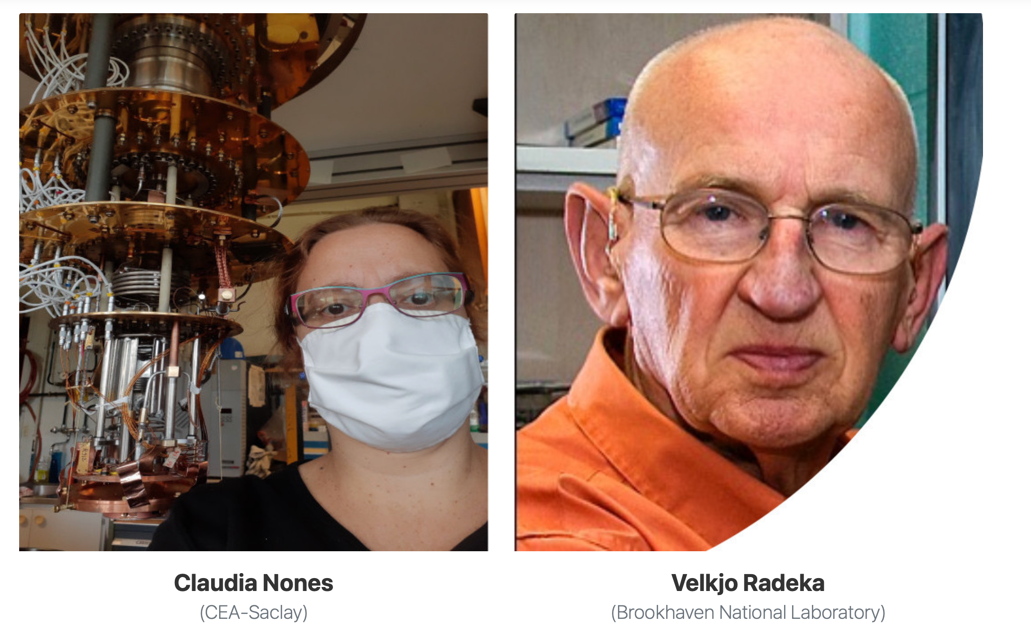 Claudia Nones
(CEA-Saclay)
Velkjo Radeka
(Brookhaven National Laboratory)